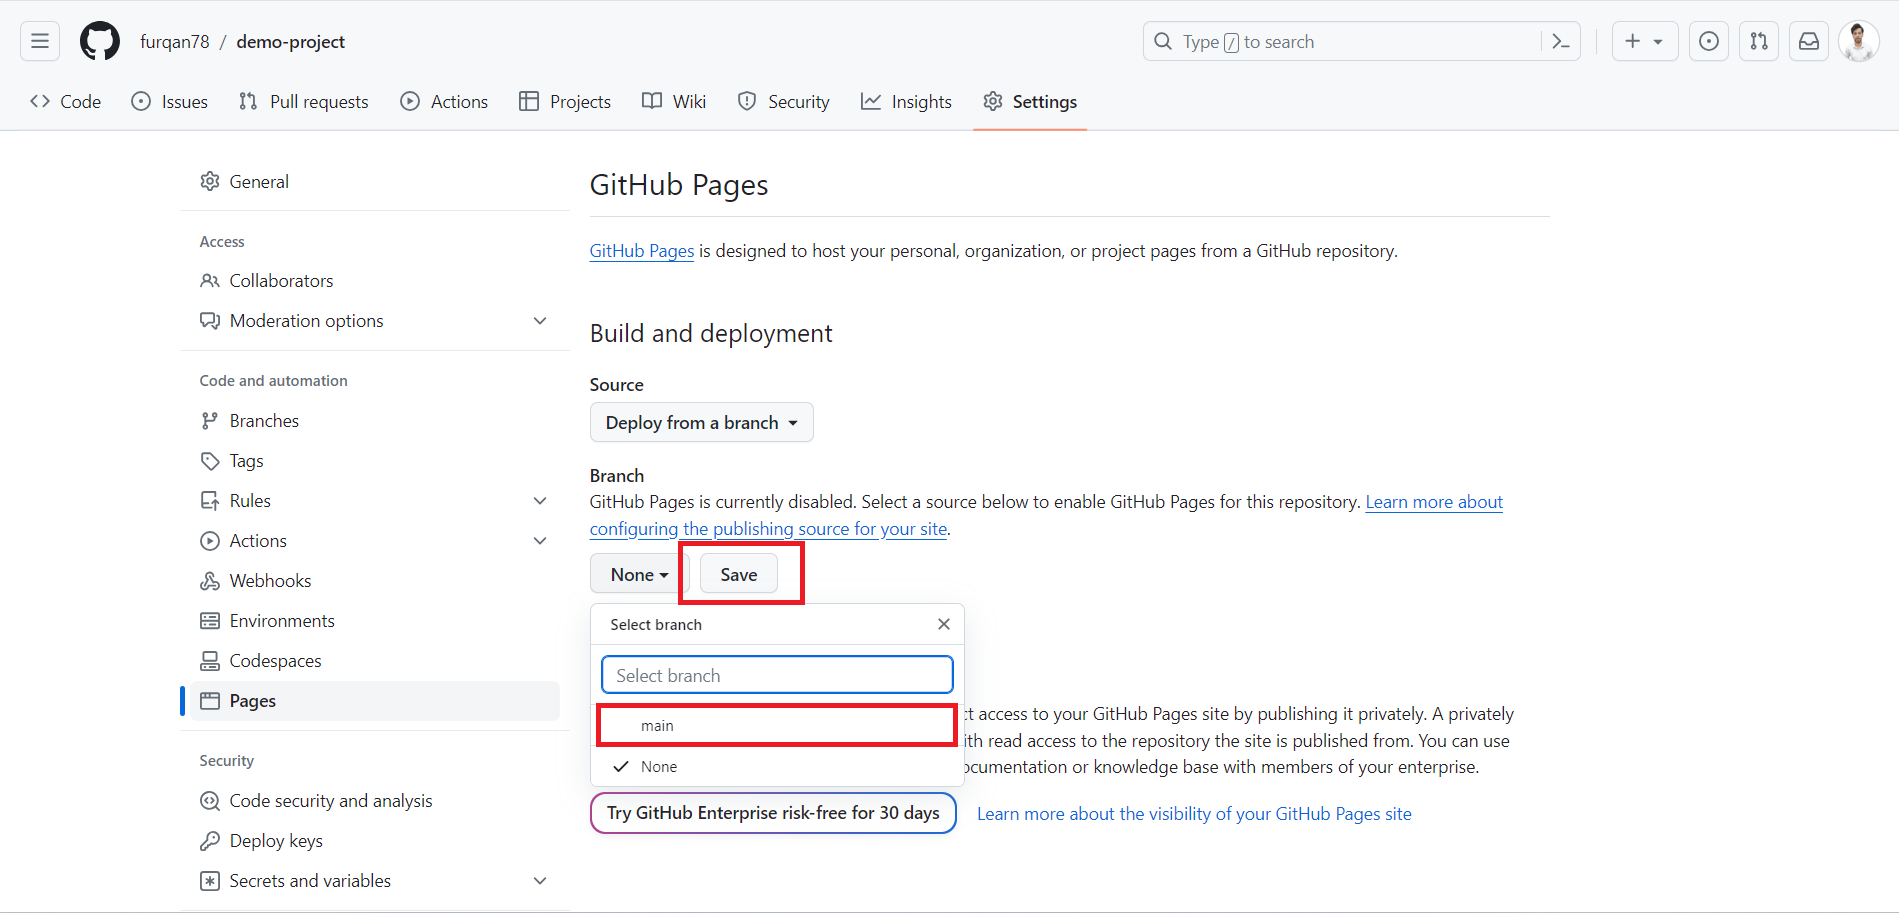 furqan78 / demo-project
Type / to search
Code
Issues
Pull requests
Actions
Projects
Wiki
Security
Insights
Settings
General
Access
Collaborators
Moderation options
Code and automation
Branches
Tags
Rules
Actions
Webhooks
Environments
Codespaces
Pages
Security
Code security and analysis
Deploy keys
Secrets and variables
GitHub Pages
GitHub Pages is designed to host your personal, organization, or project pages from a GitHub repository.
Build and deployment
Source
Deploy from a branch
Branch
GitHub Pages is currently disabled. Select a source below to enable GitHub Pages for this repository. Learn more about
configuring the publishing source for your site.
None
Save
Select branch
Select branch
main
None
access to your GitHub Pages site by publishing it privately. A privately
read access to the repository the site is published from. You can use
or knowledge base with members of your enterprise.
Try GitHub Enterprise risk-free for 30 days
Learn more about the visibility of your GitHub Pages site